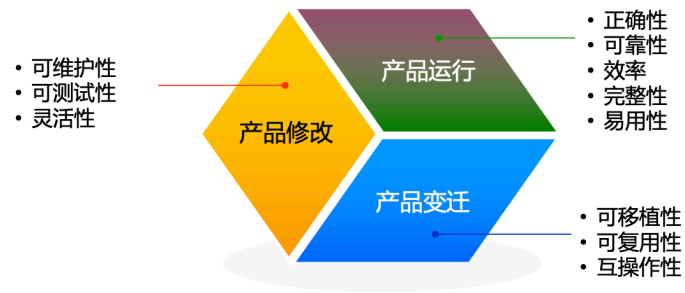 • 可维护性
• 可测试性
• 灵活性
产品修改
产品运行
• 正确性
• 可靠性
• 效率
• 完整性
• 易用性
产品变迁
• 可移植性
• 可复用性
• 互操作性